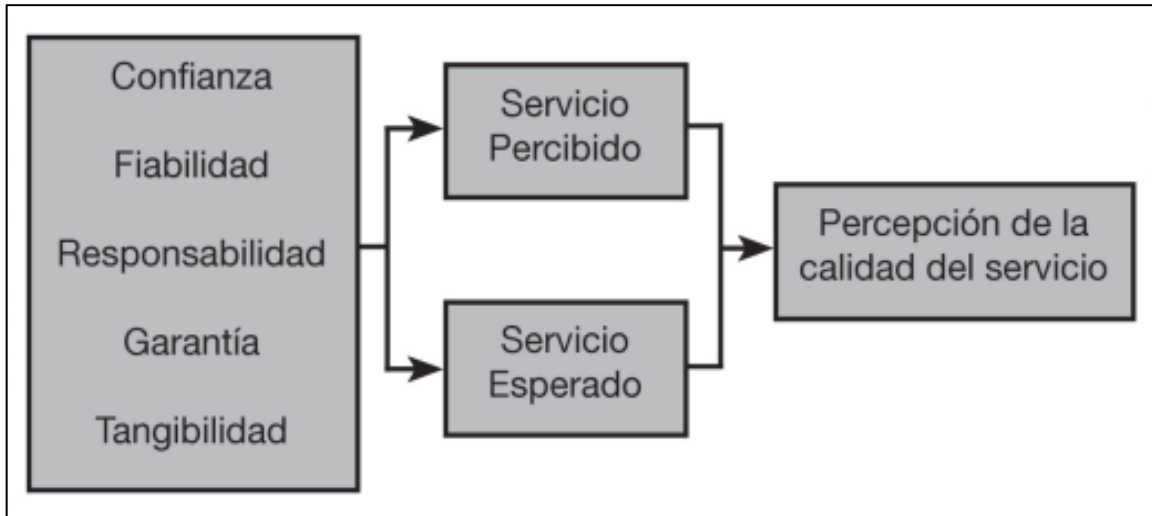 Confianza
Fiabilidad
Responsabilidad
Garantía
Tangibilidad
Servicio
Percibido
Servicio
Esperado
Percepción de la
calidad del servicio